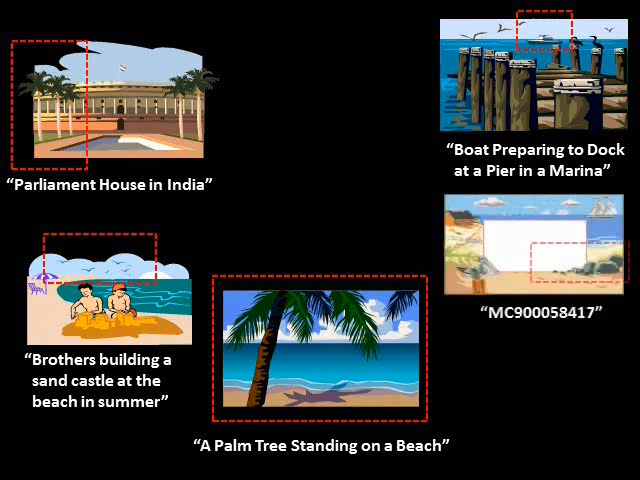 “Boat Preparing to Dock
at a Pier in a Marina”
“Parliament House in India”
“MC900058417”
“Brothers building a
sand castle at the
beach in summer”
“A Palm Tree Standing on a Beach”